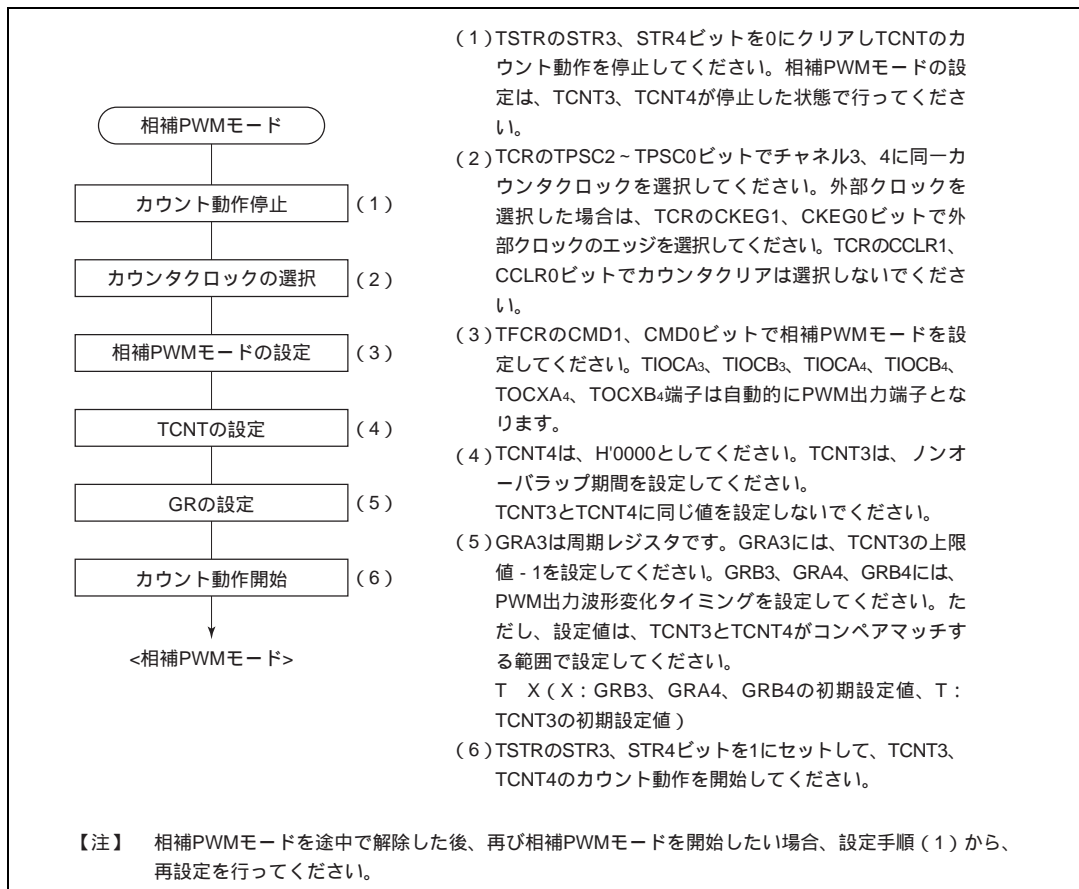 相補PWMモード
カウント動作停止
(1)
カウンタクロックの選択
(2)
相補PWMモードの設定
(3)
TCNTの設定
(4)
GRの設定
(5)
カウント動作開始
(6)
<相補PWMモード>
(1)TSTRのSTR3、STR4ビットを0にクリアしTCNTのカ
ウント動作を停止してください。相補PWMモードの設
定は、TCNT3、TCNT4が停止した状態で行ってくださ
い。
(2)TCRのTPSC2~TPSC0ビットでチャネル3、4に同一カ
ウンタクロックを選択してください。外部クロックを
選択した場合は、TCRのCKEG1、CKEG0ビットで外
部クロックのエッジを選択してください。TCRのCCLR1、
CCLR0ビットでカウンタクリアは選択しないでくださ
い。
(3)TFCRのCMD1、CMD0ビットで相補PWMモードを設
定してください。TIOCA3、TIOCB3、TIOCA4、TIOCB4、
TOCXA4、TOCXB4端子は自動的にPWM出力端子とな
ります。
(4)TCNT4は、H'0000としてください。TCNT3は、ノンオ
ーバラップ期間を設定してください。
TCNT3とTCNT4に同じ値を設定しないでください。
(5)GRA3は周期レジスタです。GRA3には、TCNT3の上限
値 - 1を設定してください。GRB3、GRA4、GRB4には、
PWM出力波形変化タイミングを設定してください。た
だし、設定値は、TCNT3とTCNT4がコンペアマッチす
る範囲で設定してください。
T X(X:GRB3、GRA4、GRB4の初期設定値、T:
TCNT3の初期設定値)
(6)TSTRのSTR3、STR4ビットを1にセットして、TCNT3、
TCNT4のカウント動作を開始してください。
【注】 相補PWMモードを途中で解除した後、再び相補PWMモードを開始したい場合、設定手順(1)から、
再設定を行ってください。